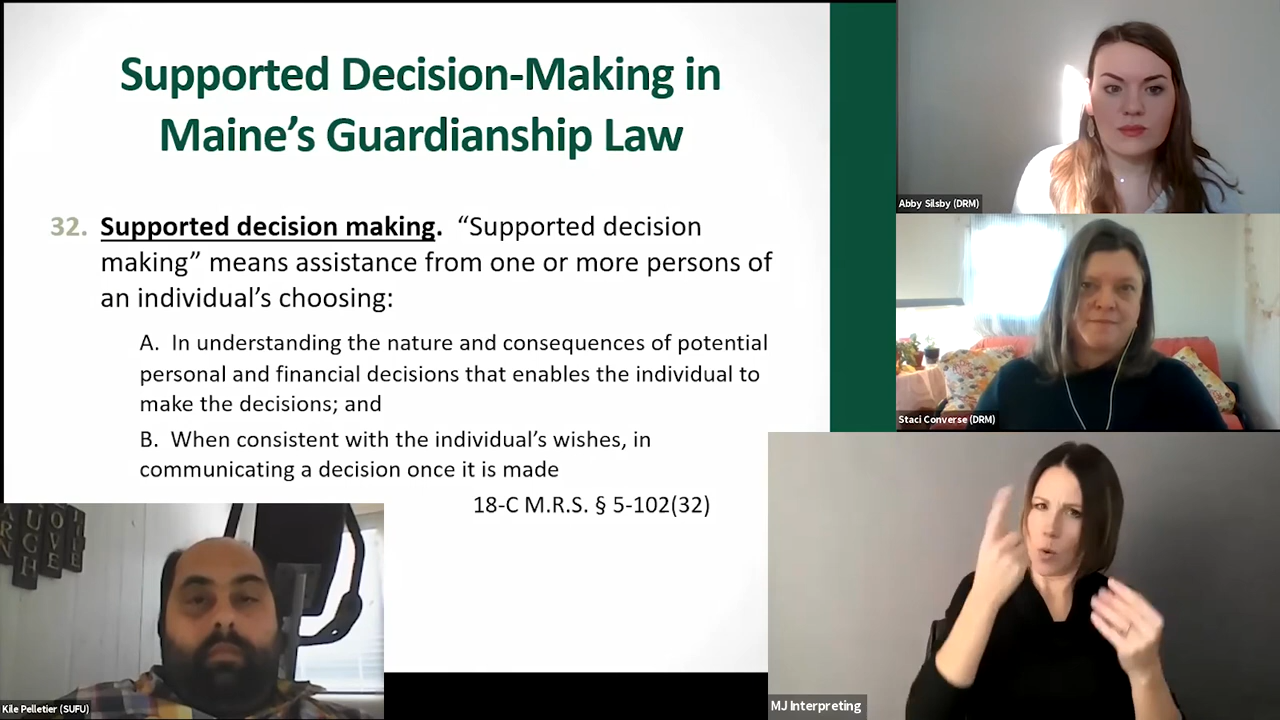 Supported Decision-Making in
Maine’s Guardianship Law
32. Supported decision making. “Supported decision
making” means assistance from one or more persons of
an individual’s choosing:
A. In understanding the nature and consequences of potential
personal and financial decisions that enables the individual to
make the decisions; and
B. When consistent with the individual’s wishes, in
communicating a decision once it is made
18-C M.R.S. § 5-102(32)
Abby Silsby (DRM)
Staci Converse (DRM)
Kile Pelletier (SUFU)
MJ Interpreting